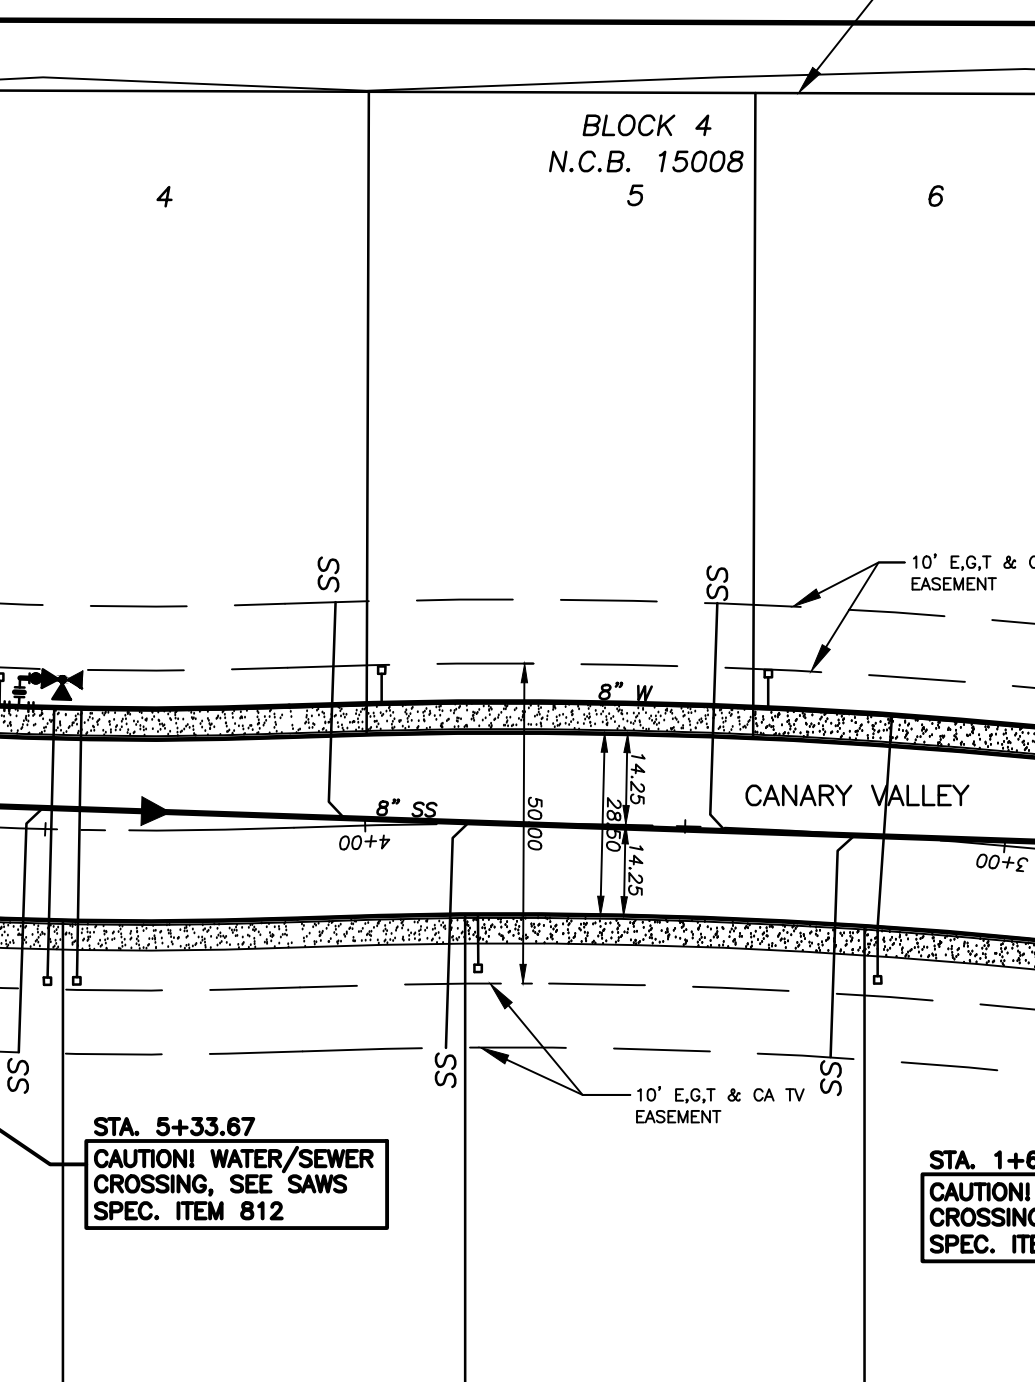 BLOCK 4
N.C.B. 15008
4
5
6
SS
SS
10' E,G,T & C
EASEMENT
8" W
14.25
CANARY VALLEY
8" SS
50.00
28.50
4+00
14.25
3+00
SS
SS
SS
10' E,G,T & CA TV
EASEMENT
STA. 5+33.67
CAUTION! WATER/SEWER
CROSSING, SEE SAWS
SPEC. ITEM 812
STA. 1+6
CAUTION!
CROSSING
SPEC. ITE